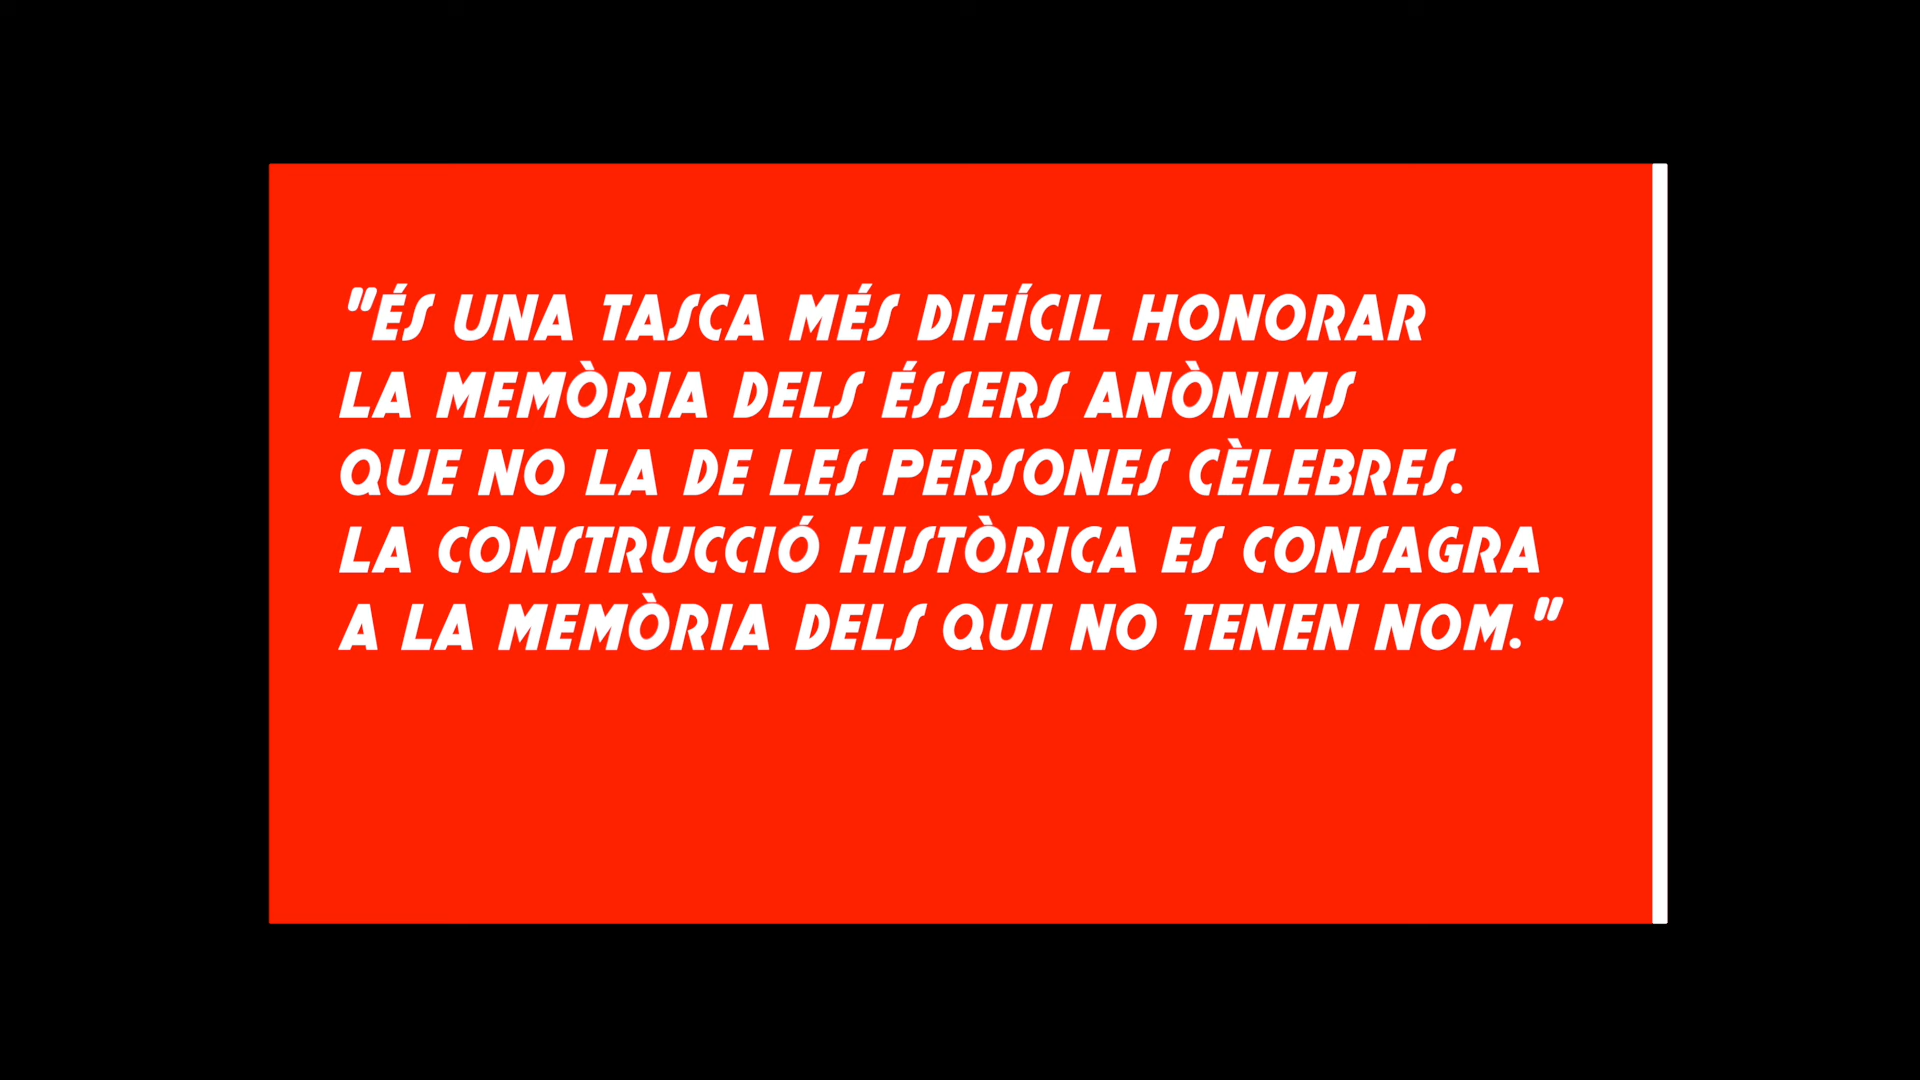 "ÉS UNA TASCA MÉS DIFÍCIL HONORAR
LA MEMÒRIA DELS ÉSSERS ANÒNIMS
QUE NO LA DE LES PERSONES CÈLEBRES.
LA CONSTRUCCIÓ HISTÒRICA ES CONSAGRA
A LA MEMÒRIA DELS QUI NO TENEN NOM."